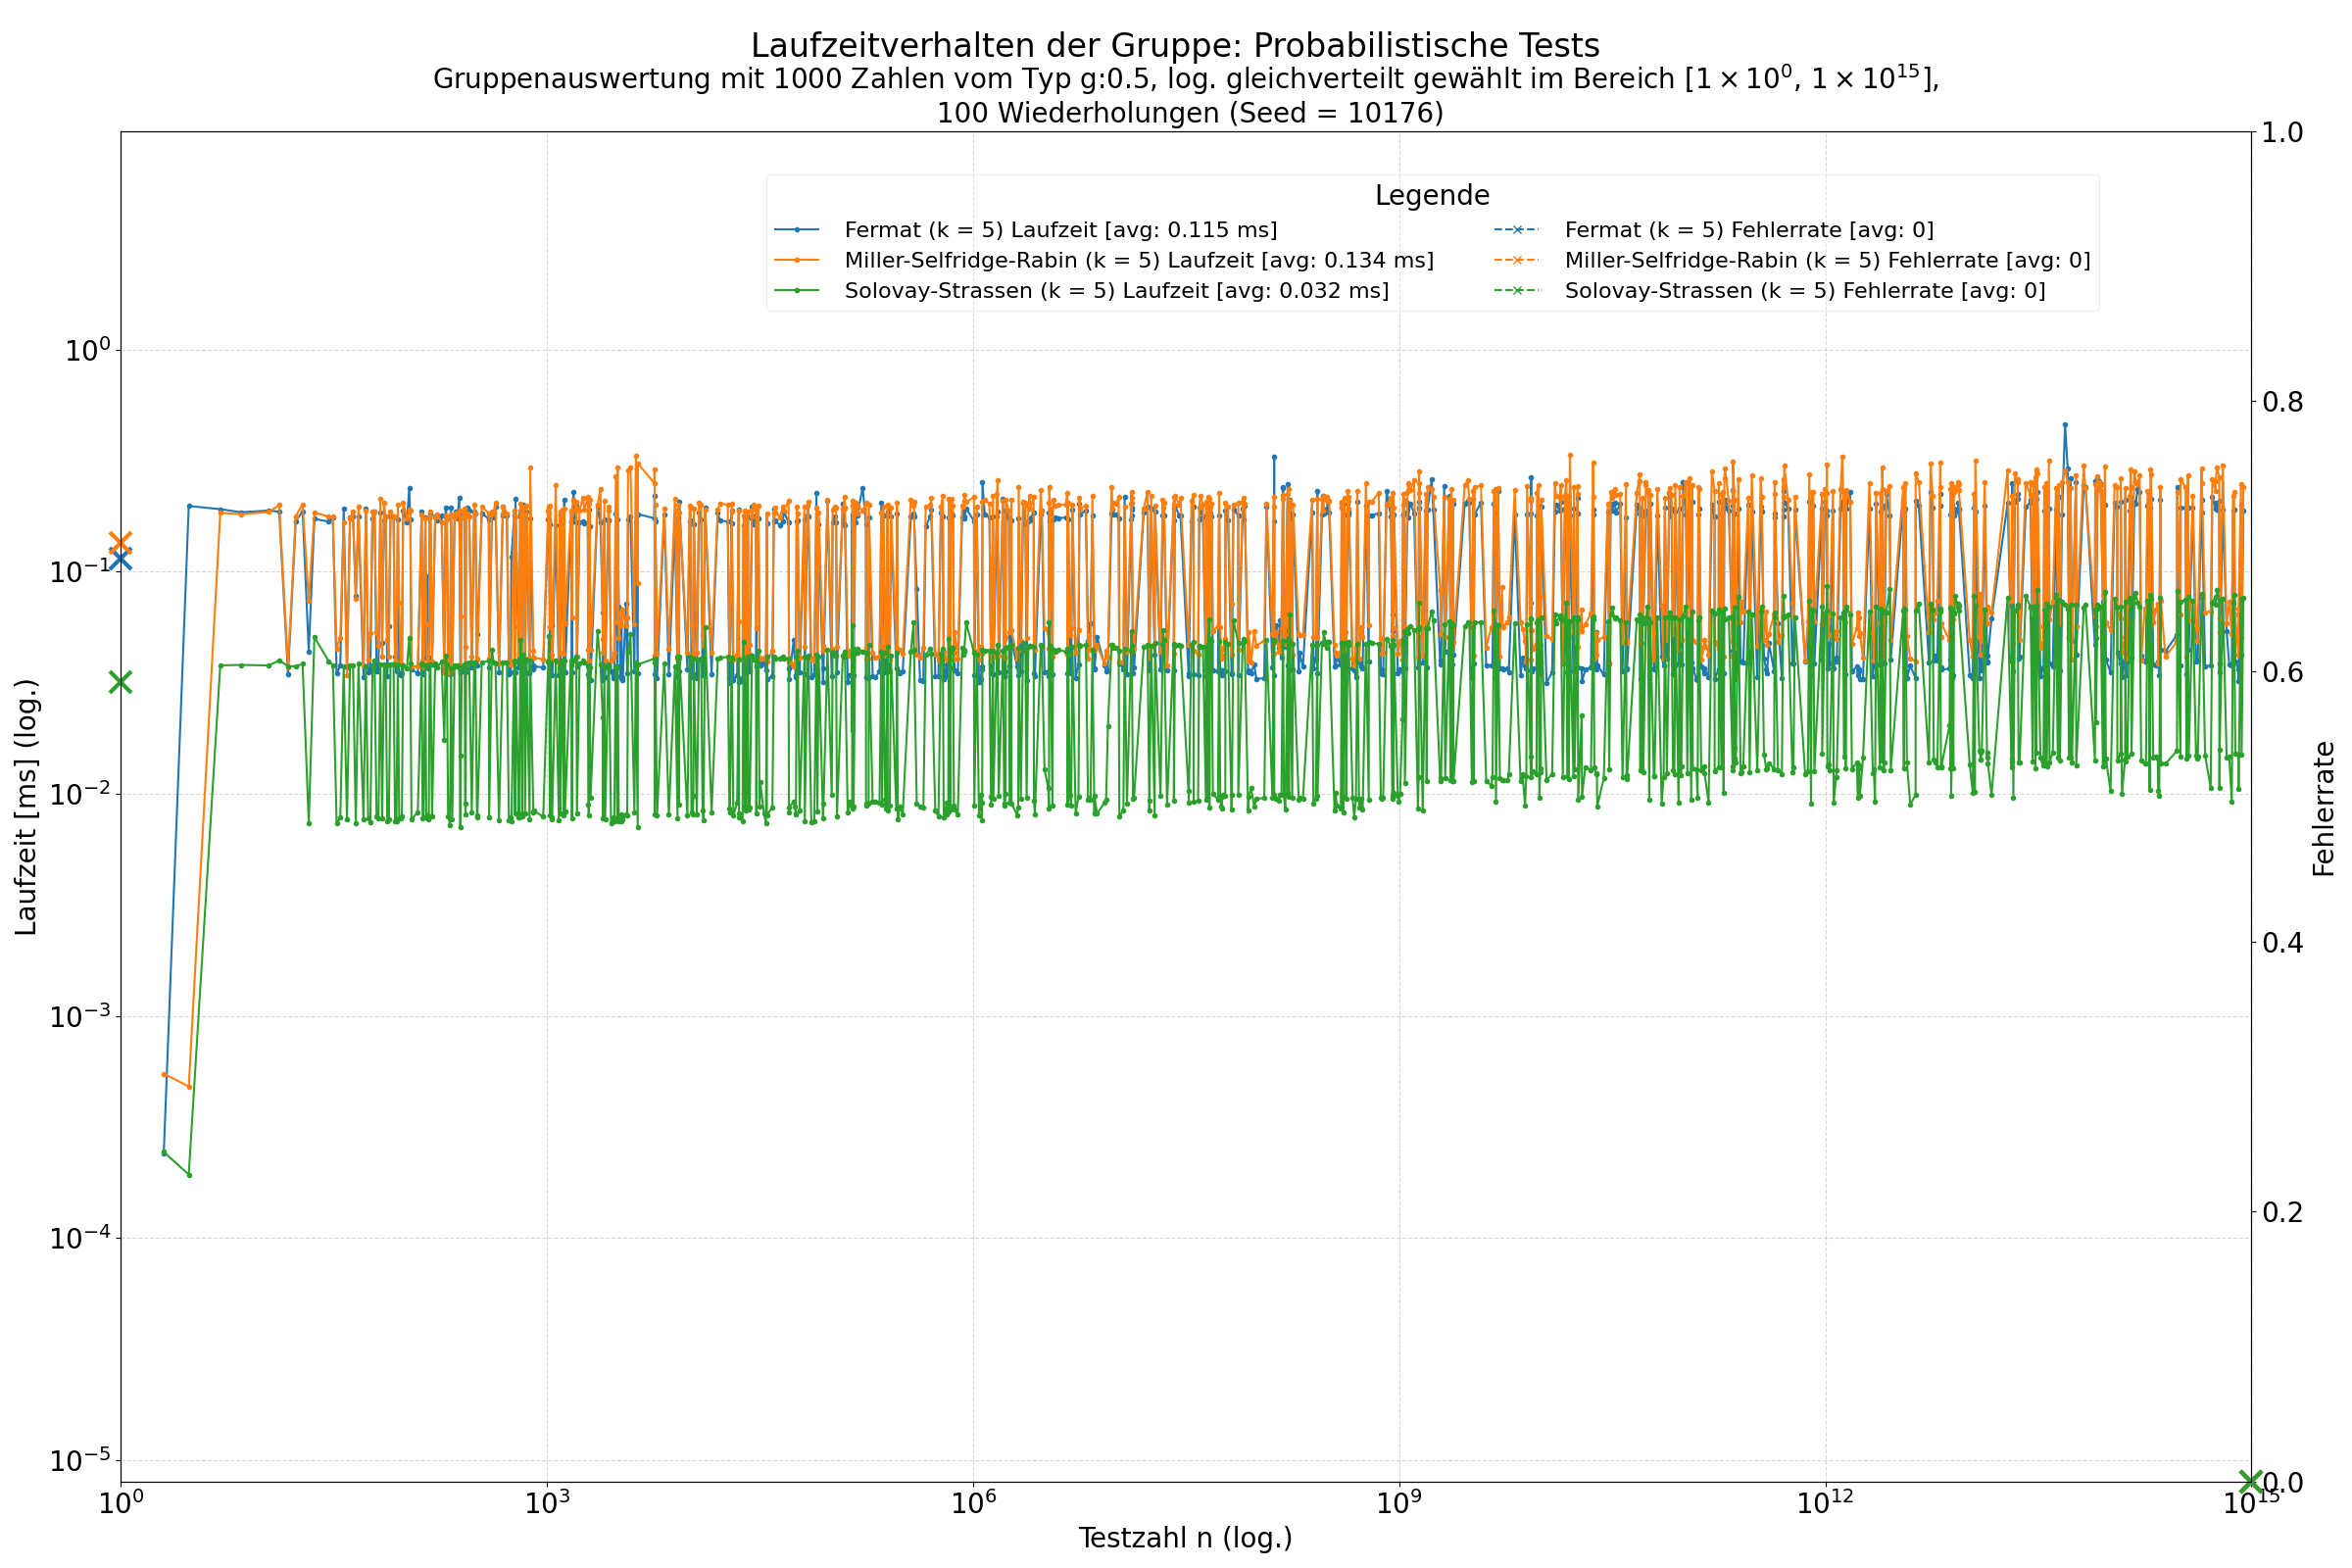 Laufzeitverhalten der Gruppe: Probabilistische Tests
Gruppenauswertung mit 1000 Zahlen vom Typ g:0.5, log. gleichverteilt gewählt im Bereich [1 × 10⁰, 1 × 10¹⁵],
100 Wiederholungen (Seed = 10176)
Legende
Fermat (k = 5) Laufzeit [avg: 0.115 ms]
Miller-Selfridge-Rabin (k = 5) Laufzeit [avg: 0.134 ms]
Solovay-Strassen (k = 5) Laufzeit [avg: 0.032 ms]
Fermat (k = 5) Fehlerrate [avg: 0]
Miller-Selfridge-Rabin (k = 5) Fehlerrate [avg: 0]
Solovay-Strassen (k = 5) Fehlerrate [avg: 0]
Laufzeit [ms] (log.)
10⁰
10⁻¹
10⁻²
10⁻³
10⁻⁴
10⁻⁵
10⁰
10³
10⁶
10⁹
10¹²
10¹⁵
Testzahl n (log.)
1.0
0.8
0.6
0.4
0.2
0.0
Fehlerrate